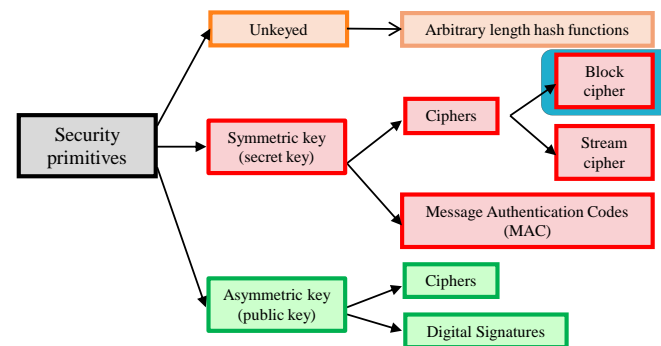 Unkeyed
Arbitrary length hash functions
Block
cipher
Security
primitives
Symmetric key
(secret key)
Ciphers
Stream
cipher
Message Authentication Codes
(MAC)
Asymmetric key
(public key)
Ciphers
Digital Signatures